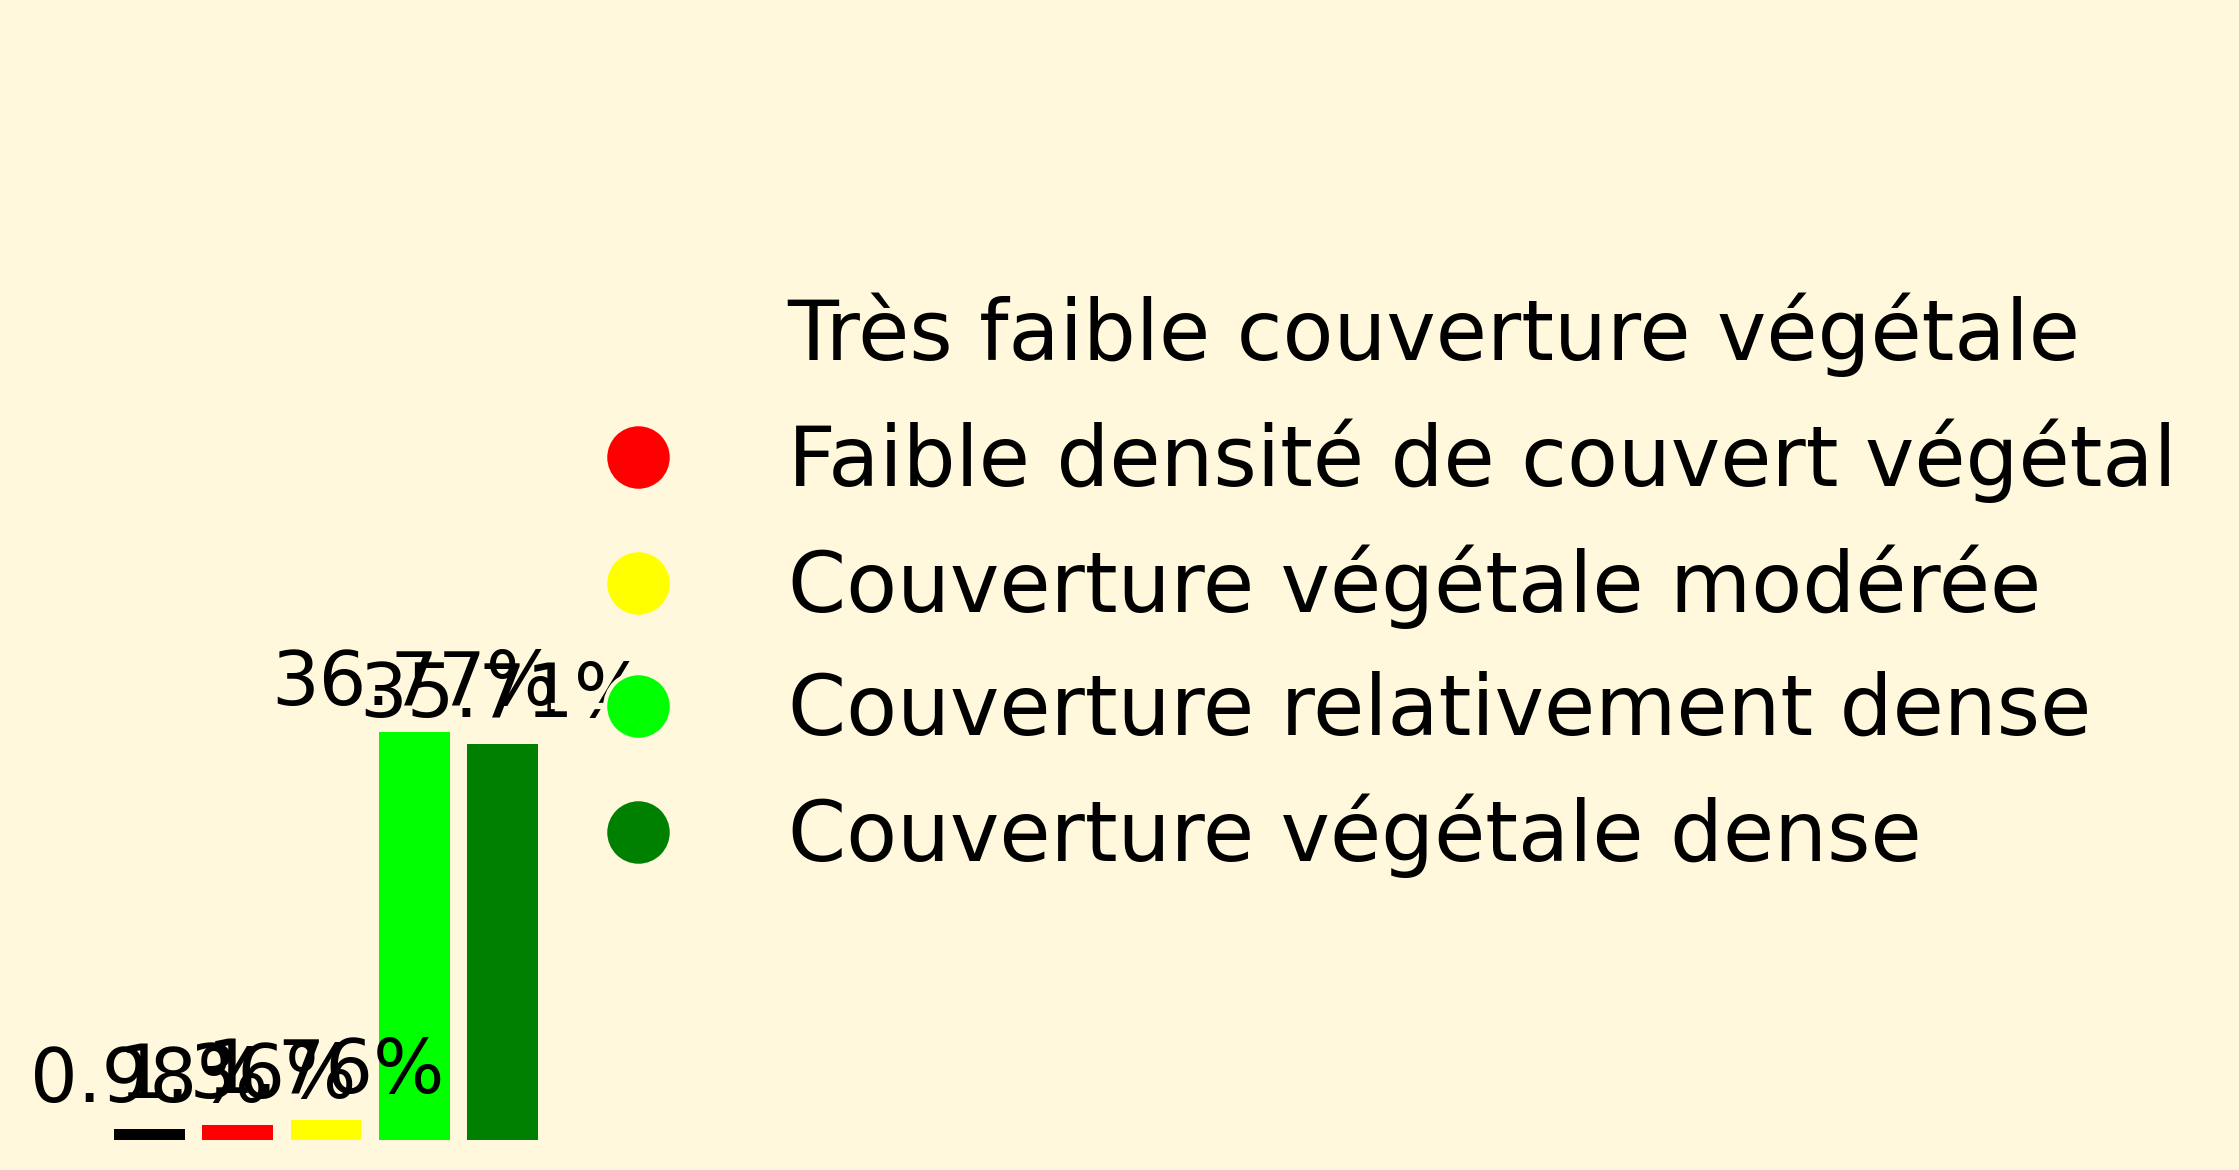 Très faible couverture végétale
Faible densité de couvert végétal
Couverture végétale modérée
36.77%
35.71%
Couverture relativement dense
Couverture végétale dense
0.98%
1.36%
1.76%